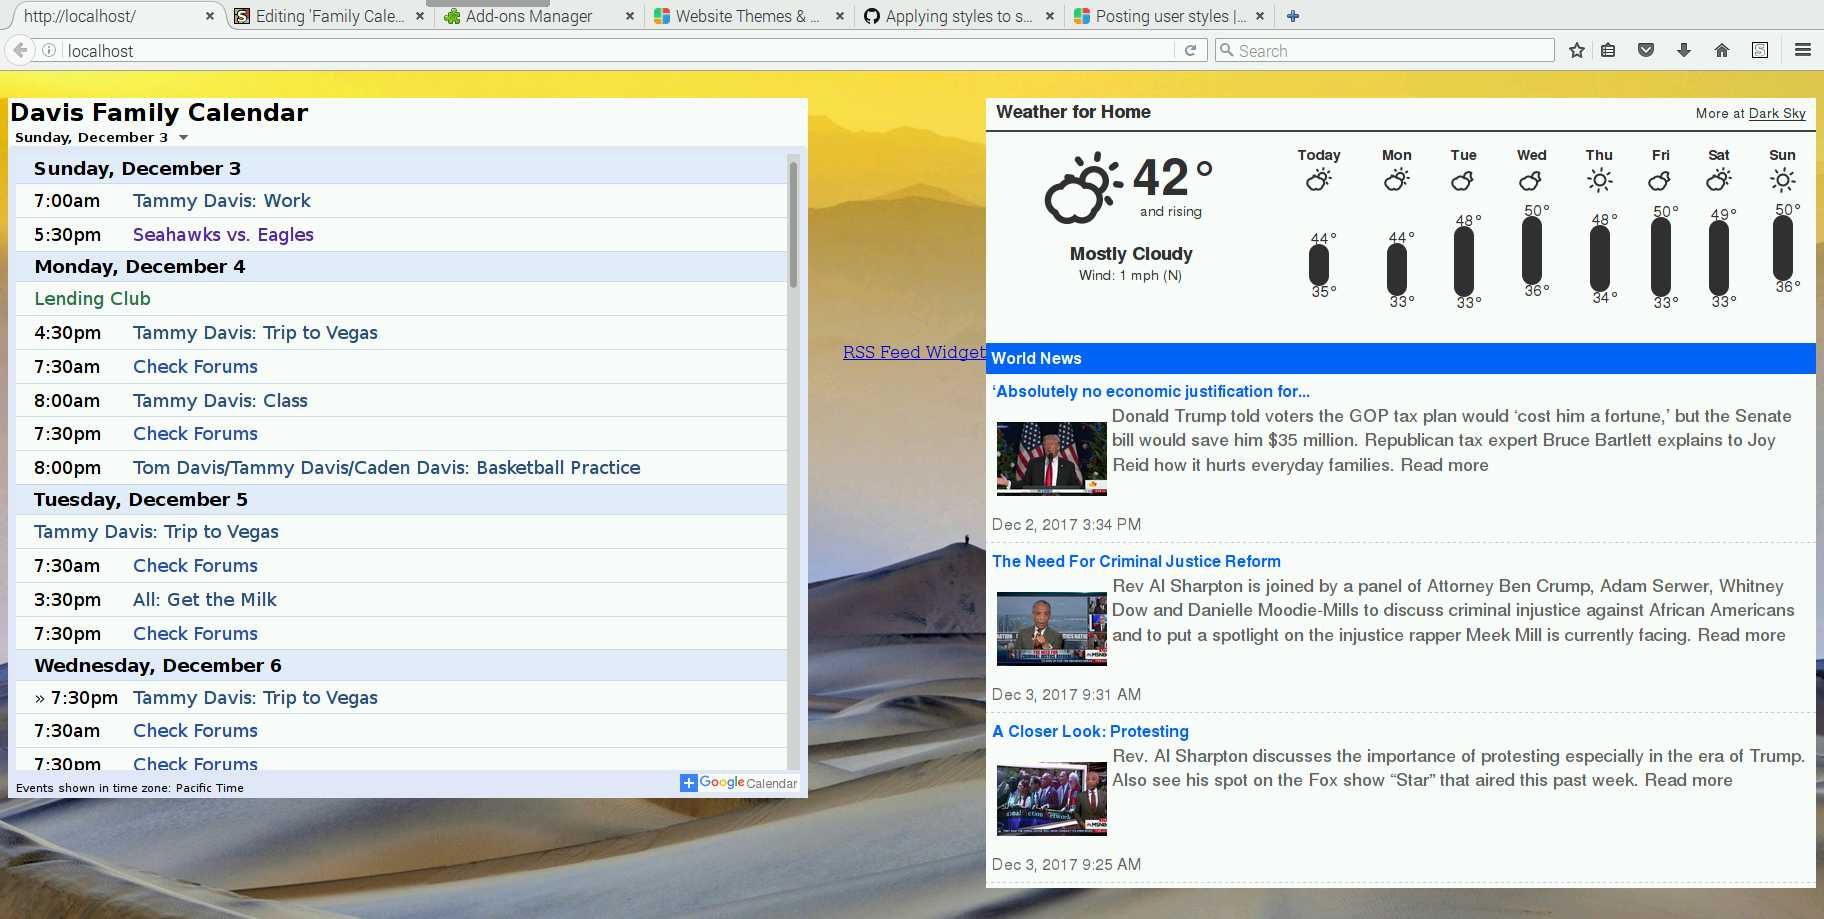 http://localhost/
Editing 'Family Cale...
Add-ons Manager
Website Themes & ...
Applying styles to s...
Posting user styles |...
localhost
Search
Davis Family Calendar
Sunday, December 3
Sunday, December 3
7:00am Tammy Davis: Work
5:30pm Seahawks vs. Eagles
Monday, December 4
Lending Club
4:30pm Tammy Davis: Trip to Vegas
7:30am Check Forums
8:00am Tammy Davis: Class
7:30pm Check Forums
8:00pm Tom Davis/Tammy Davis/Caden Davis: Basketball Practice
Tuesday, December 5
Tammy Davis: Trip to Vegas
7:30am Check Forums
3:30pm All: Get the Milk
7:30pm Check Forums
Wednesday, December 6
» 7:30pm Tammy Davis: Trip to Vegas
7:30am Check Forums
7:30pm Check Forums
Events shown in time zone: Pacific Time
Google Calendar
RSS Feed Widget
Weather for Home
More at Dark Sky
42°
and rising
Mostly Cloudy
Wind: 1 mph (N)
Today Mon Tue Wed Thu Fri Sat Sun
44° 44° 48° 50° 48° 50° 49° 50°
35° 33° 33° 36° 34° 33° 33° 36°
World News
‘Absolutely no economic justification for...
Donald Trump told voters the GOP tax plan would ‘cost him a fortune,’ but the Senate
bill would save him $35 million. Republican tax expert Bruce Bartlett explains to Joy
Reid how it hurts everyday families. Read more
Dec 2, 2017 3:34 PM
The Need For Criminal Justice Reform
Rev Al Sharpton is joined by a panel of Attorney Ben Crump, Adam Serwer, Whitney
Dow and Danielle Moodie-Mills to discuss criminal injustice against African Americans
and to put a spotlight on the injustice rapper Meek Mill is currently facing. Read more
Dec 3, 2017 9:31 AM
A Closer Look: Protesting
Rev. Al Sharpton discusses the importance of protesting especially in the era of Trump.
Also see his spot on the Fox show “Star” that aired this past week. Read more
Dec 3, 2017 9:25 AM